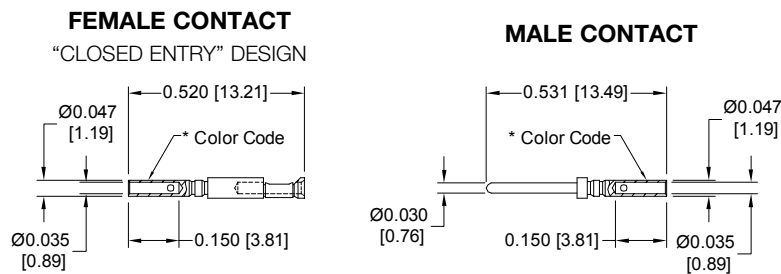 FEMALE CONTACT
“CLOSED ENTRY” DESIGN
0.520 [13.21]
Ø0.047
[1.19]
* Color Code
Ø0.035
[0.89]
0.150 [3.81]
MALE CONTACT
0.531 [13.49]
Ø0.047
[1.19]
* Color Code
Ø0.030
[0.76]
0.150 [3.81]
Ø0.035
[0.89]